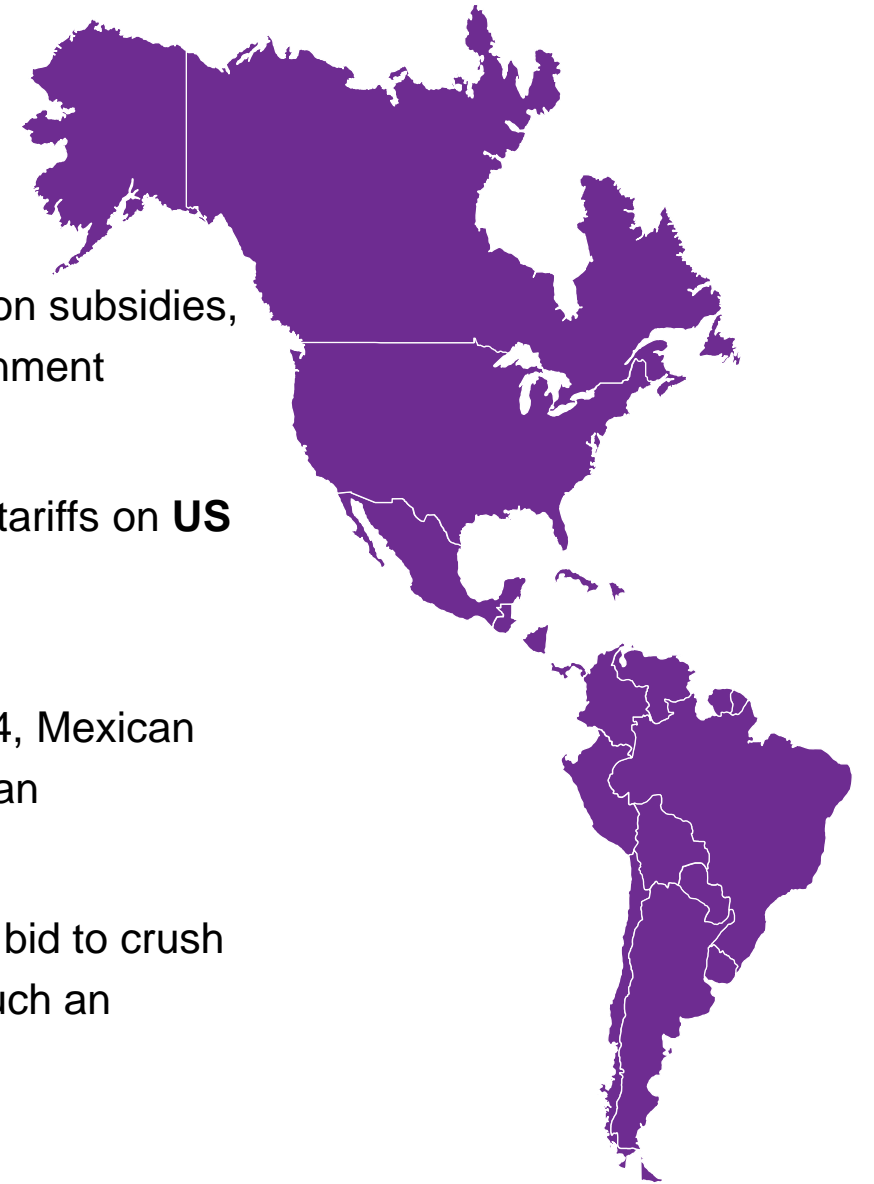 on subsidies,
nment
tariffs on US
4, Mexican
an
bid to crush
uch an